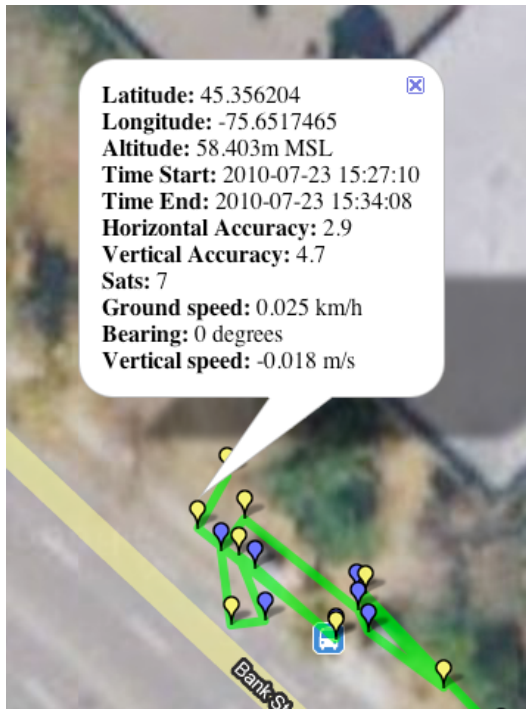 Latitude: 45.356204
Longitude: -75.6517465
Altitude: 58.403m MSL
Time Start: 2010-07-23 15:27:10
Time End: 2010-07-23 15:34:08
Horizontal Accuracy: 2.9
Vertical Accuracy: 4.7
Sats: 7
Ground speed: 0.025 km/h
Bearing: 0 degrees
Vertical speed: -0.018 m/s
Bank St